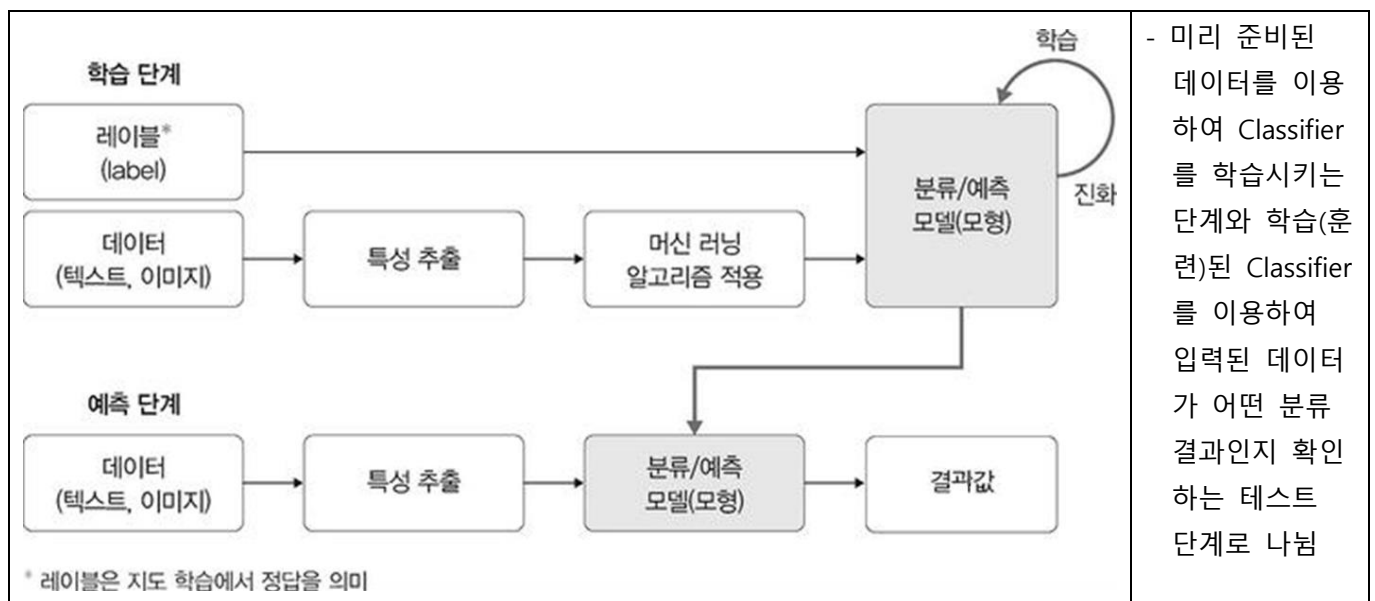 학습 단계
레이블*
(label)
데이터
(텍스트, 이미지)
특성 추출
머신 러닝
알고리즘 적용
분류/예측
모델(모형)
학습
진화
예측 단계
데이터
(텍스트, 이미지)
특성 추출
분류/예측
모델(모형)
결과값
* 레이블은 지도 학습에서 정답을 의미
- 미리 준비된
데이터를 이용
하여 Classifier
를 학습시키는
단계와 학습(훈
련)된 Classifier
를 이용하여
입력된 데이터
가 어떤 분류
결과인지 확인
하는 테스트
단계로 나뉨